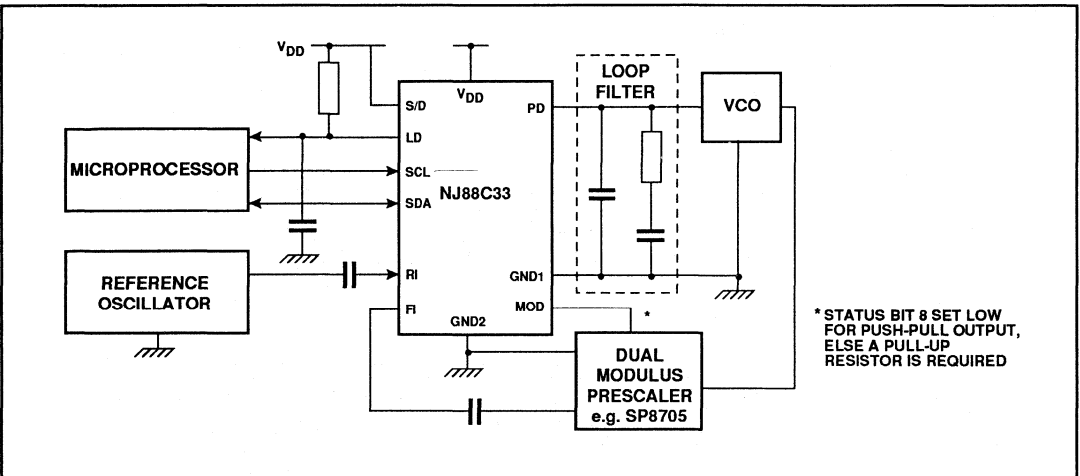 VDD
VDD
S/D
LD
SCL
SDA
RI
FI
NJ88C33
GND2
PD
GND1
MOD
MICROPROCESSOR
REFERENCE
OSCILLATOR
LOOP
FILTER
VCO
*
DUAL
MODULUS
PRESCALER
e.g. SP8705
* STATUS BIT 8 SET LOW
FOR PUSH-PULL OUTPUT,
ELSE A PULL-UP
RESISTOR IS REQUIRED